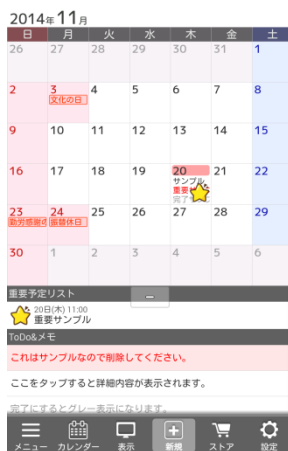 2014年11月
日 月 火 水 木 金 土
26 27 28 29 30 31 1
2 3 4 5 6 7 8
文化の日
9 10 11 12 13 14 15
16 17 18 19 20 21 22
サンプル
重要
完了
23 24 25 26 27 28 29
勤労感謝の 振替休日
30 1 2 3 4 5 6
重要予定リスト
20日(木) 11:00
重要サンプル
ToDo&メモ
これはサンプルなので削除してください。
ここをタップすると詳細内容が表示されます。
完了にするとグレー表示になります。
メニュー カレンダー 表示 新規 ストア 設定